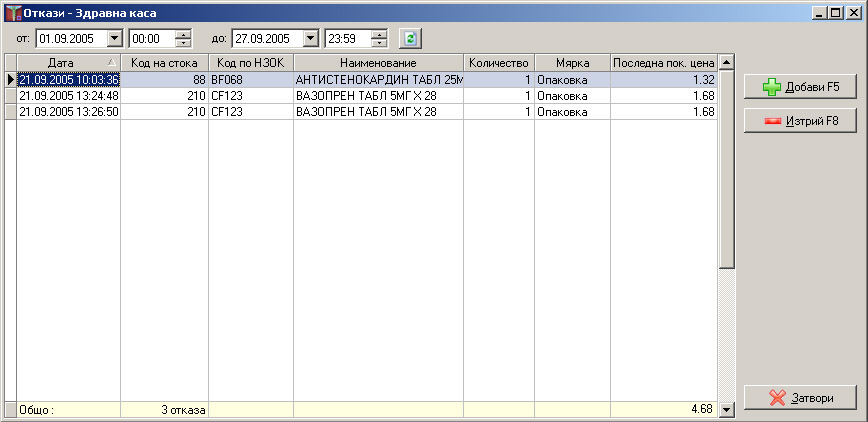 Откази - Здравна каса
от: 01.09.2005 00:00 до: 27.09.2005 23:59
Дата Код на стока Код по НЗОК Наименование Количество Мярка Последна пок. цена
21.09.2005 10:03:36 88 BF068 АНТИСТЕНОКАРДИН ТАБЛ 25М 1 Опаковка 1.32
21.09.2005 13:24:48 210 CF123 ВАЗОПРЕН ТАБЛ 5МГ Х 28 1 Опаковка 1.68
21.09.2005 13:26:50 210 CF123 ВАЗОПРЕН ТАБЛ 5МГ Х 28 1 Опаковка 1.68
Общо : 3 отказа 4.68
Добави F5
Изтрий F8
Затвори